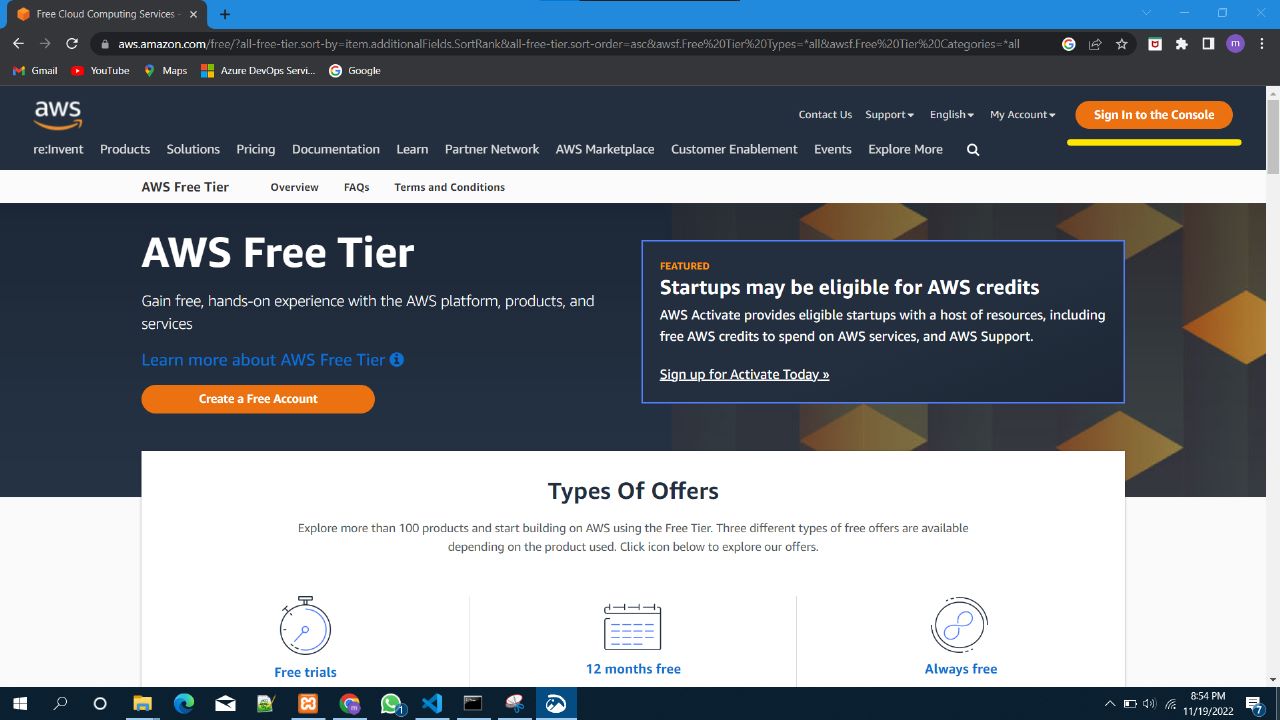 Free Cloud Computing Services -
aws.amazon.com/free/?all-free-tier.sort-by=item.additionalFields.SortRank&all-free-tier.sort-order=asc&awsf.Free%20Tier%20Types=*all&awsf.Free%20Tier%20Categories=*all
m
Gmail YouTube Maps Azure DevOps Servi... Google
aws
Contact Us Support English My Account Sign In to the Console
re:Invent Products Solutions Pricing Documentation Learn Partner Network AWS Marketplace Customer Enablement Events Explore More
AWS Free Tier Overview FAQs Terms and Conditions
AWS Free Tier
Gain free, hands-on experience with the AWS platform, products, and
services
Learn more about AWS Free Tier
Create a Free Account
FEATURED
Startups may be eligible for AWS credits
AWS Activate provides eligible startups with a host of resources, including
free AWS credits to spend on AWS services, and AWS Support.
Sign up for Activate Today »
Types Of Offers
Explore more than 100 products and start building on AWS using the Free Tier. Three different types of free offers are available
depending on the product used. Click icon below to explore our offers.
Free trials
12 months free
Always free
1
8:54 PM
11/19/2022
7